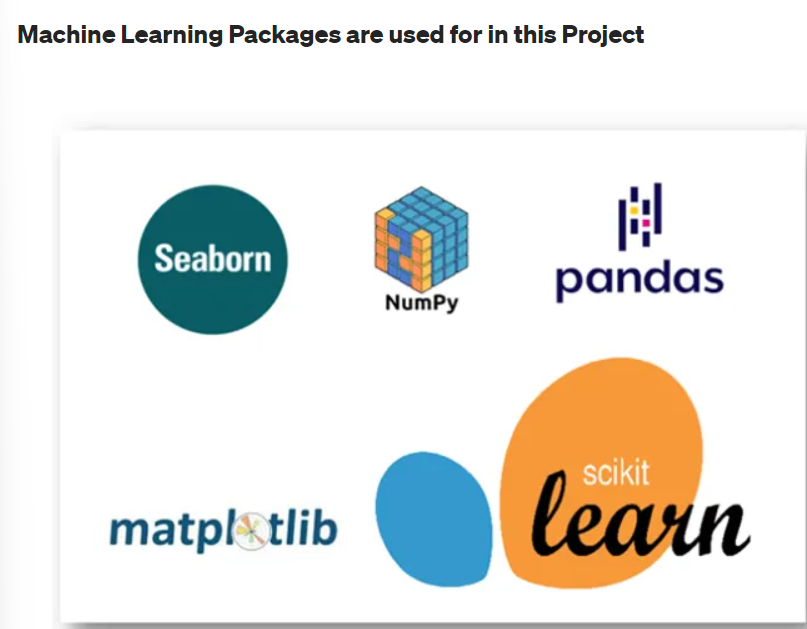 Machine Learning Packages are used for in this Project
Seaborn
NumPy
pandas
matplotlib
scikit
learn